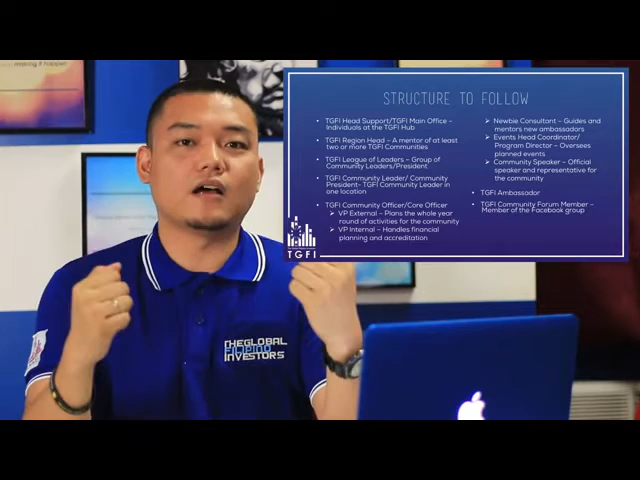 making it happen
STRUCTURE TO FOLLOW
• TGFI Head Support/TGFI Main Office –
Individuals at the TGFI Hub
• TGFI Region Head – A mentor of at least
two or more TGFI Communities
• TGFI League of Leaders – Group of
Community Leaders/President
• TGFI Community Leader/ Community
President- TGFI Community Leader in
one location
• TGFI Community Officer/Core Officer
➢ VP External – Plans the whole year
round of activities for the community
➢ VP Internal – Handles financial
planning and accreditation
➢ Newbie Consultant – Guides and
mentors new ambassadors
➢ Events Head Coordinator/
Program Director – Oversees
planned events
➢ Community Speaker – Official
speaker and representative for
the community
• TGFI Ambassador
• TGFI Community Forum Member –
Member of the Facebook group
TGFI
THEGLOBAL
FILIPINO
INVESTORS